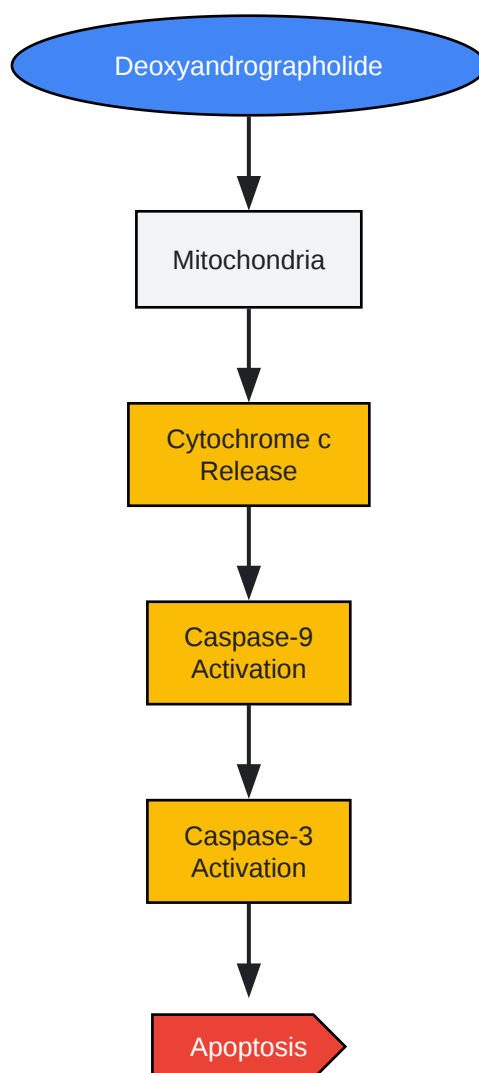 Deoxyandrographolide
Mitochondria
Cytochrome c
Release
Caspase-9
Activation
Caspase-3
Activation
Apoptosis